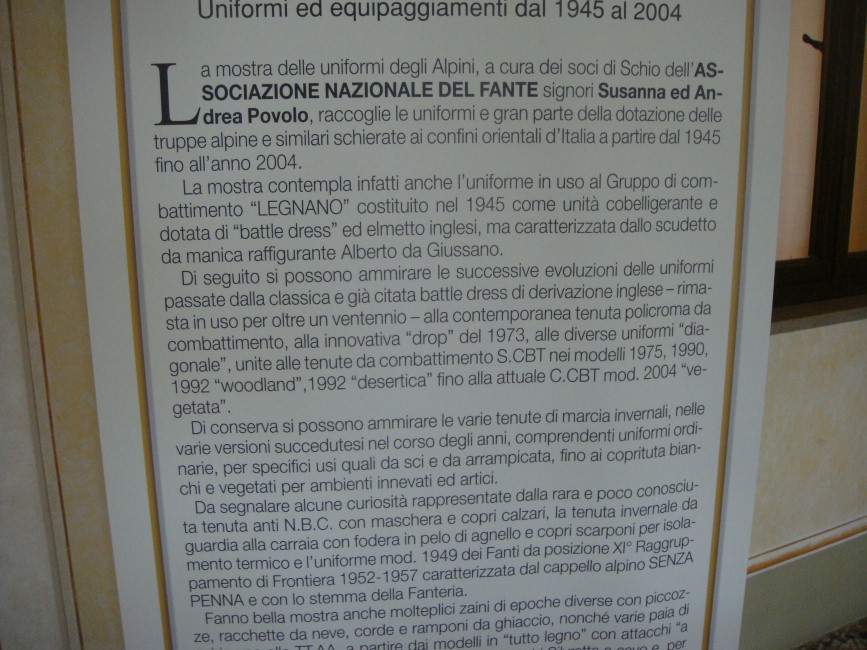 Uniformi ed equipaggiamenti dal 1945 al 2004
La mostra delle uniformi degli Alpini, a cura dei soci di Schio dell'AS-
SOCIAZIONE NAZIONALE DEL FANTE signori Susanna ed An-
drea Povolo, raccoglie le uniformi e gran parte della dotazione delle
truppe alpine e similari schierate ai confini orientali d'Italia a partire dal 1945
fino all'anno 2004.
La mostra contempla infatti anche l'uniforme in uso al Gruppo di com-
battimento "LEGNANO" costituito nel 1945 come unità cobelligerante e
dotata di "battle dress" ed elmetto inglesi, ma caratterizzata dallo scudetto
da manica raffigurante Alberto da Giussano.
Di seguito si possono ammirare le successive evoluzioni delle uniformi
passate dalla classica e già citata battle dress di derivazione inglese – rima-
sta in uso per oltre un ventennio – alla contemporanea tenuta policroma da
combattimento, alla innovativa "drop" del 1973, alle diverse uniformi "dia-
gonale", unite alle tenute da combattimento S.CBT nei modelli 1975, 1990,
1992 "woodland",1992 "desertica" fino alla attuale C.CBT mod. 2004 "ve-
getata".
Di conserva si possono ammirare le varie tenute di marcia invernali, nelle
varie versioni succedutesi nel corso degli anni, comprendenti uniformi ordi-
narie, per specifici usi quali da sci e da arrampicata, fino ai coprituta bian-
chi e vegetati per ambienti innevati ed artici.
Da segnalare alcune curiosità rappresentate dalla rara e poco conosciu-
ta tenuta anti N.B.C. con maschera e copri calzari, la tenuta invernale da
guardia alla carraia con fodera in pelo di agnello e copri scarponi per isola-
mento termico e l'uniforme mod. 1949 dei Fanti da posizione XI° Raggrup-
pamento di Frontiera 1952-1957 caratterizzata dal cappello alpino SENZA
PENNA e con lo stemma della Fanteria.
Fanno bella mostra anche molteplici zaini di epoche diverse con piccoz-
ze, racchette da neve, corde e ramponi da ghiaccio, nonché varie paia di
TT.AA. a partire dai modelli in "tutto legno" con attacchi "a